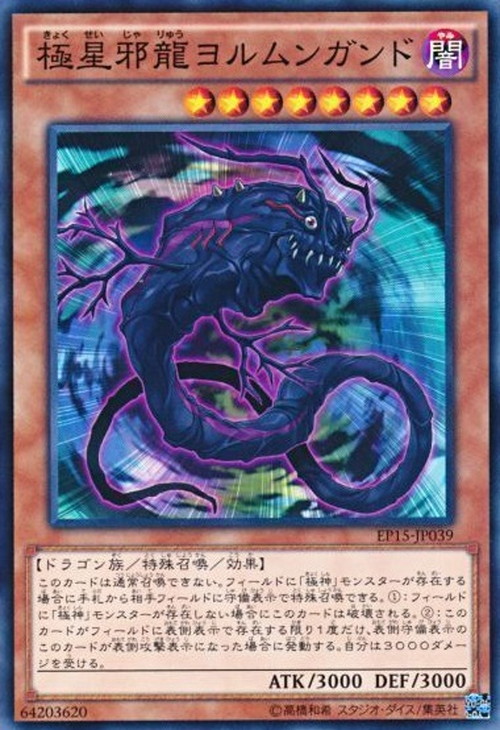 きょく せい じゃ りゅう
極星邪龍ヨルムンガンド
やみ
闇
EP15-JP039
【ドラゴン族／特殊召喚／効果】
このカードは通常召喚できない。フィールドに「極神」モンスターが存在する
場合に手札から相手フィールドに守備表示で特殊召喚できる。①：フィール
ドに「極神」モンスターが存在しない場合にこのカードは破壊される。②：この
カードがフィールドに表側表示で存在する限り1度だけ、表側守備表示の
このカードが表側攻撃表示になった場合に発動する。自分は３０００ダメー
ジを受ける。
ATK/3000 DEF/3000
64203620
©高橋和希 スタジオ・ダイス/集英社